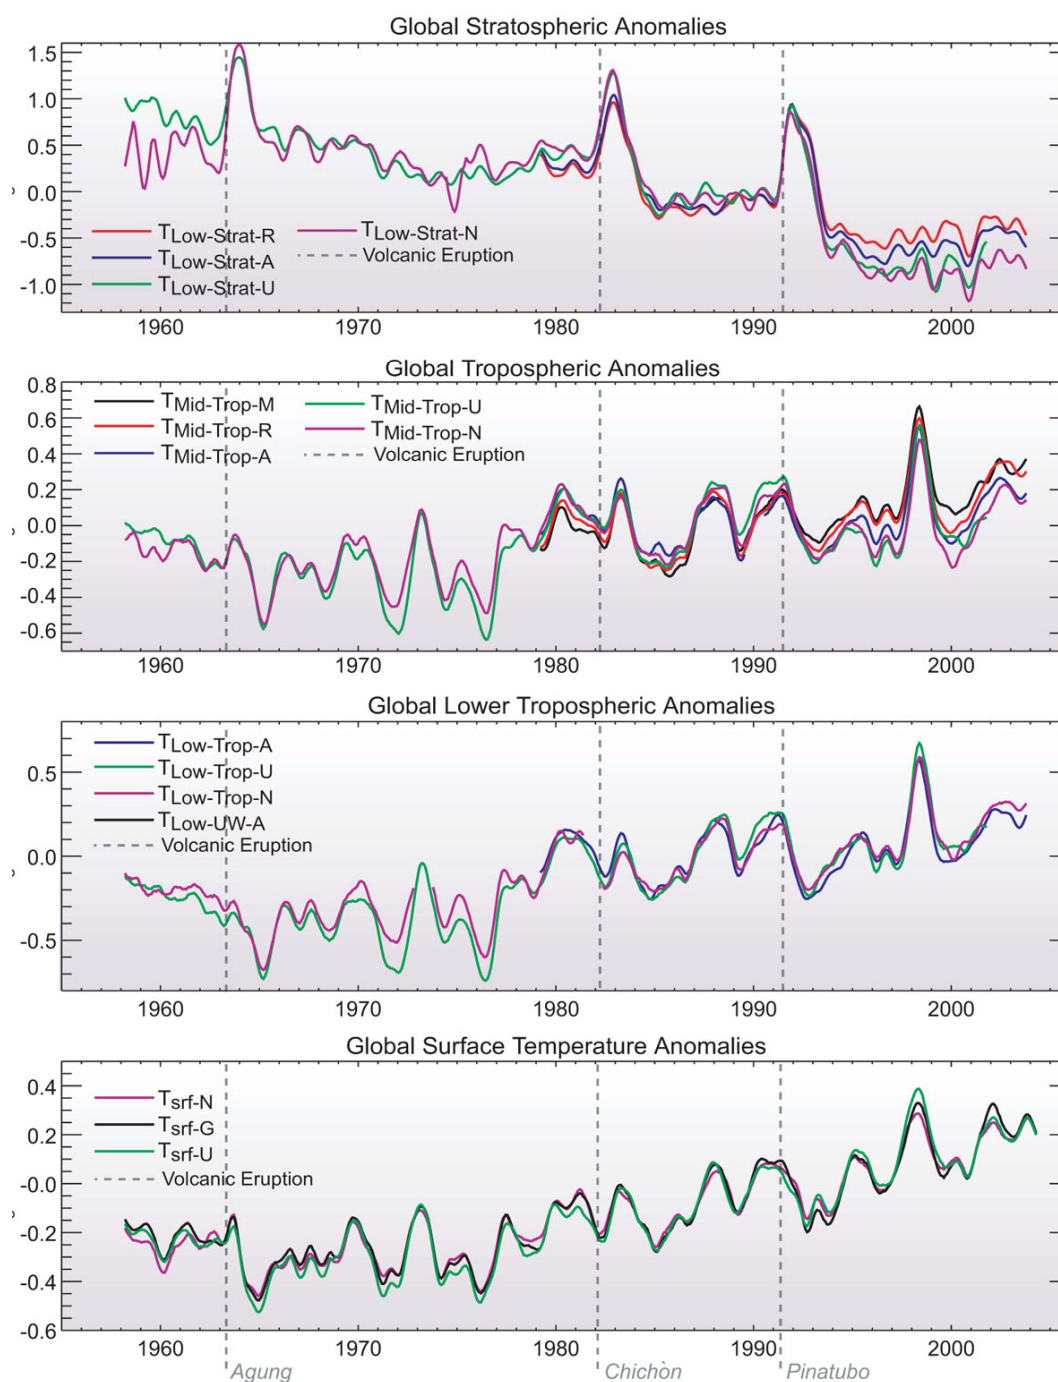 Global Stratospheric Anomalies
1.5
1.0
0.5
0.0
-0.5
-1.0
TLow-Strat-R
TLow-Strat-A
TLow-Strat-U
TLow-Strat-N
Volcanic Eruption
1960 1970 1980 1990 2000
Global Tropospheric Anomalies
0.8
0.6
0.4
0.2
0.0
-0.2
-0.4
-0.6
TMid-Trop-M
TMid-Trop-R
TMid-Trop-A
TMid-Trop-U
TMid-Trop-N
Volcanic Eruption
1960 1970 1980 1990 2000
Global Lower Tropospheric Anomalies
0.5
0.0
-0.5
TLow-Trop-A
TLow-Trop-U
TLow-Trop-N
TLow-UW-A
Volcanic Eruption
1960 1970 1980 1990 2000
Global Surface Temperature Anomalies
0.4
0.2
-0.0
-0.2
-0.4
-0.6
Tsrf-N
Tsrf-G
Tsrf-U
Volcanic Eruption
1960 1970 1980 1990 2000
Agung Chichòn Pinatubo